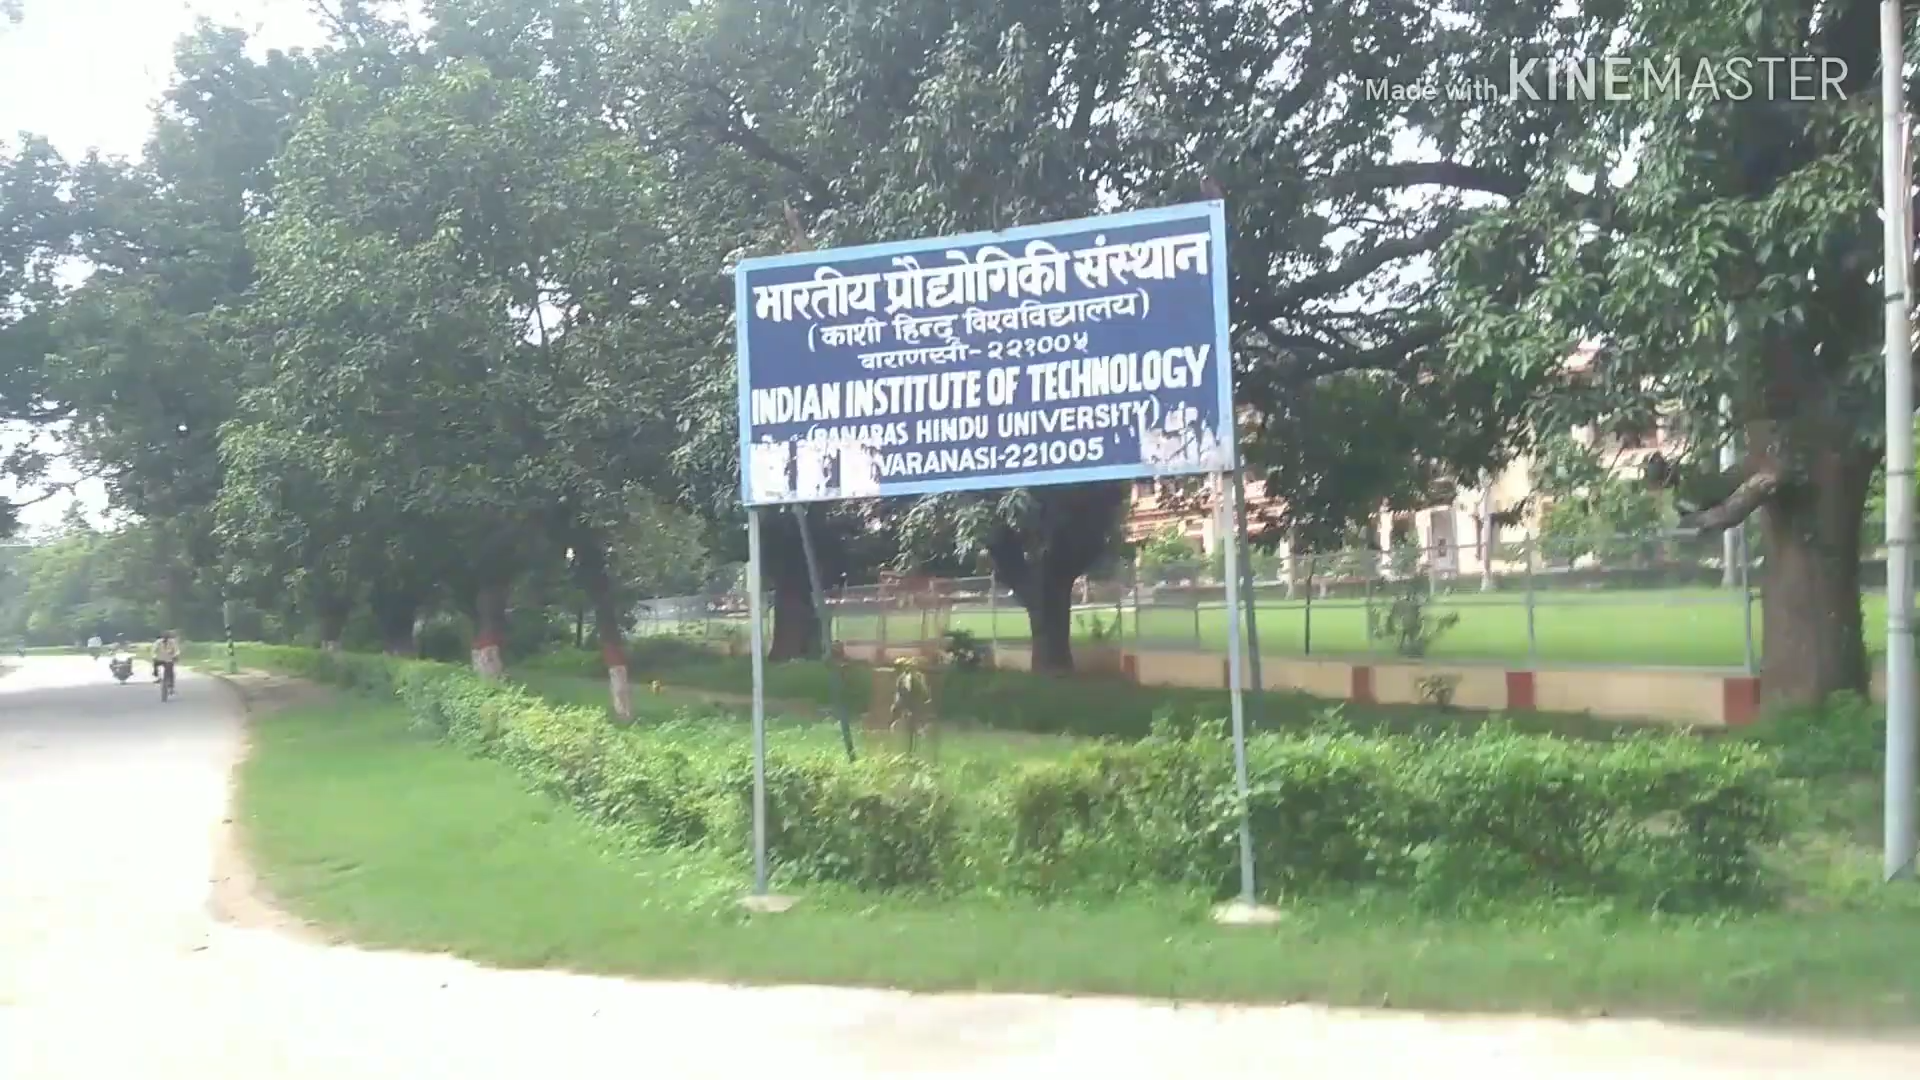 Made with KINEMASTER
भारतीय प्रौद्योगिकी संस्थान
(काशी हिन्दू विश्वविद्यालय)
वाराणसी-२२१००५
INDIAN INSTITUTE OF TECHNOLOGY
(BANARAS HINDU UNIVERSITY)
VARANASI-221005